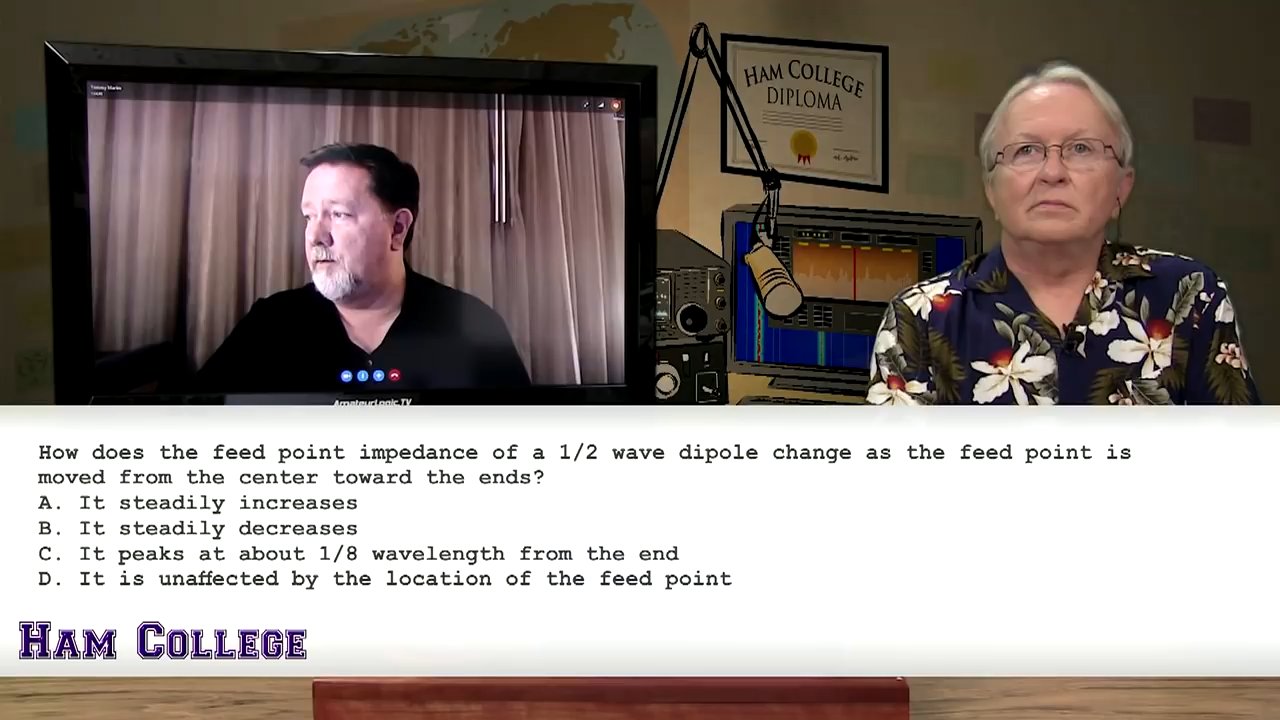 Tommy Martin
HAM COLLEGE
DIPLOMA
AmateurLogic.TV
How does the feed point impedance of a 1/2 wave dipole change as the feed point is
moved from the center toward the ends?
A. It steadily increases
B. It steadily decreases
C. It peaks at about 1/8 wavelength from the end
D. It is unaffected by the location of the feed point
HAM COLLEGE